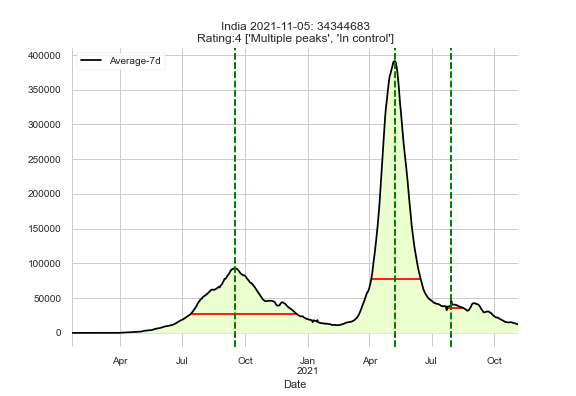 India 2021-11-05: 34344683
Rating:4 ['Multiple peaks', 'In control']
Average-7d
400000
350000
300000
250000
200000
150000
100000
50000
0
Apr Jul Oct Jan Apr Jul Oct
2021
Date